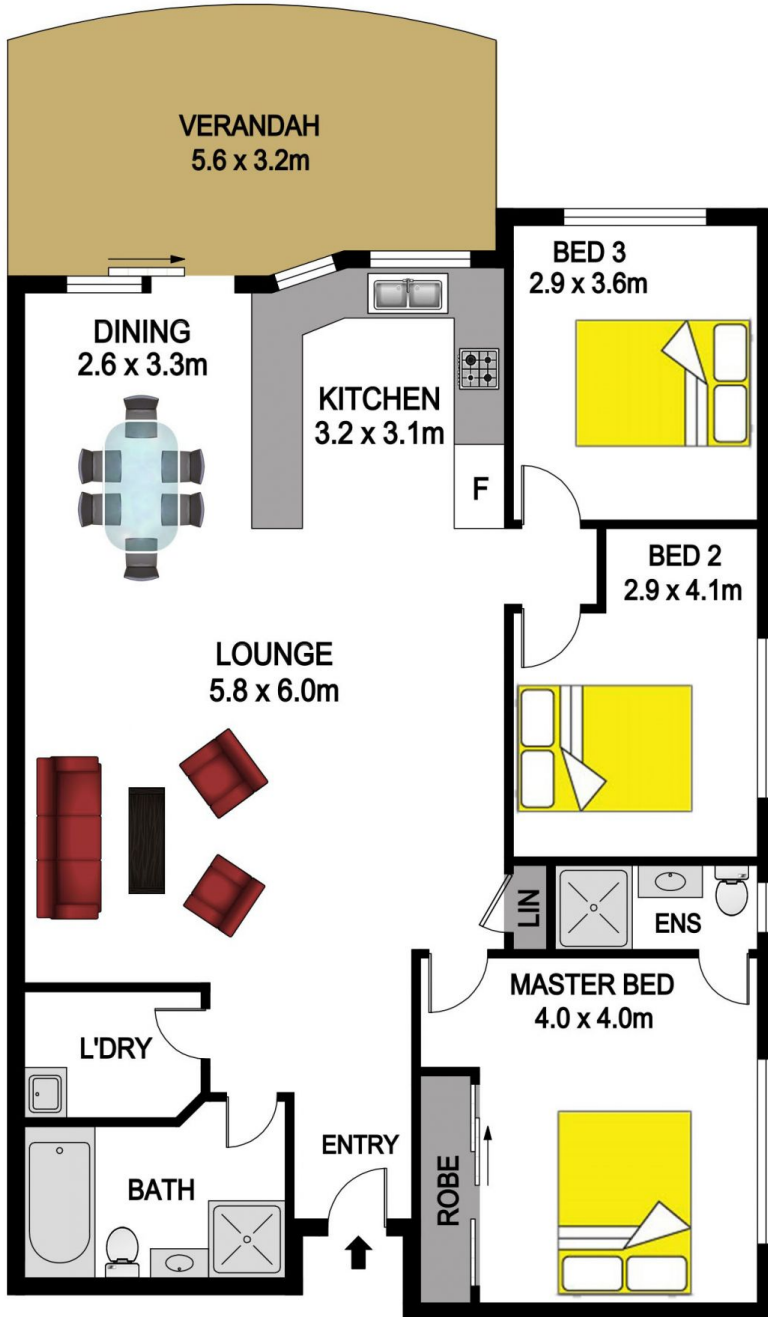 VERANDAH
5.6 x 3.2m
BED 3
2.9 x 3.6m
DINING
2.6 x 3.3m
KITCHEN
3.2 x 3.1m
F
BED 2
2.9 x 4.1m
LOUNGE
5.8 x 6.0m
LIN
ENS
MASTER BED
4.0 x 4.0m
L'DRY
ENTRY
BATH
ROBE